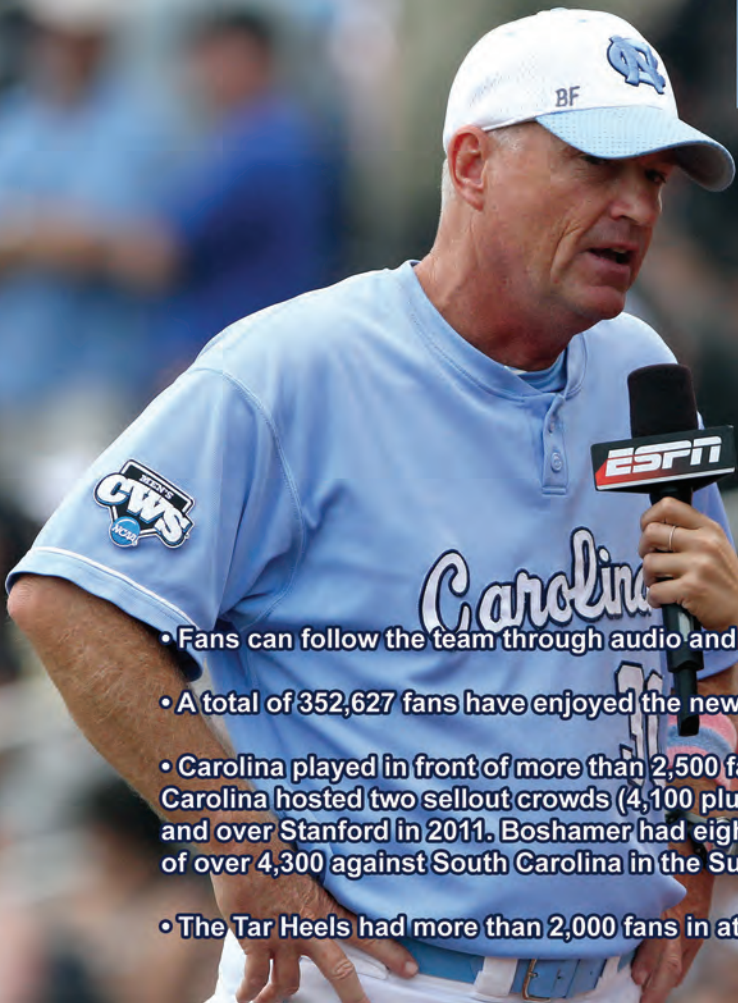 NC
BF
ESPN
MEN'S
CWS
NCAA
Carolina
• Fans can follow the team through audio and
• A total of 352,627 fans have enjoyed the new
• Carolina played in front of more than 2,500 fa
Carolina hosted two sellout crowds (4,100 plu
and over Stanford in 2011. Boshamer had eigh
of over 4,300 against South Carolina in the Su
• The Tar Heels had more than 2,000 fans in at